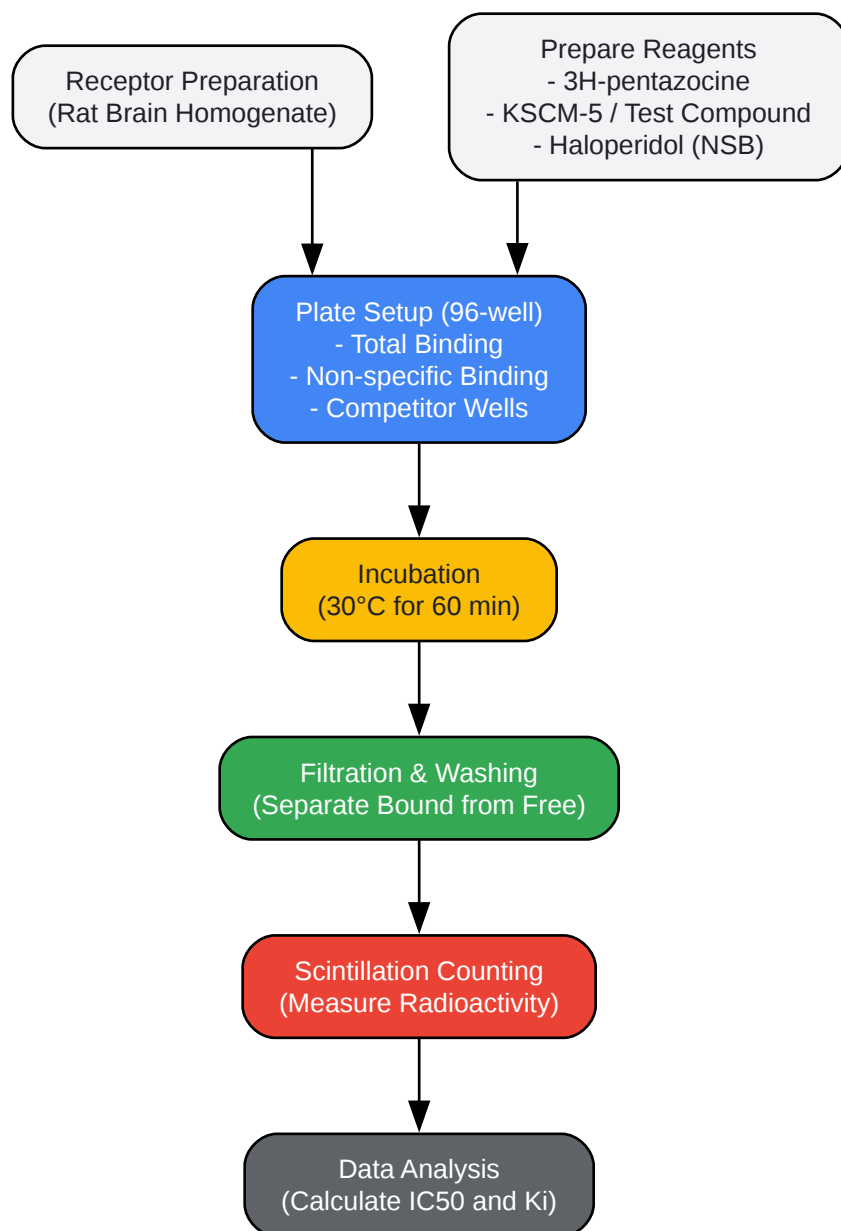 Receptor Preparation
(Rat Brain Homogenate)
Prepare Reagents
- 3H-pentazocine
- KSCM-5 / Test Compound
- Haloperidol (NSB)
Plate Setup (96-well)
- Total Binding
- Non-specific Binding
- Competitor Wells
Incubation
(30°C for 60 min)
Filtration & Washing
(Separate Bound from Free)
Scintillation Counting
(Measure Radioactivity)
Data Analysis
(Calculate IC50 and Ki)